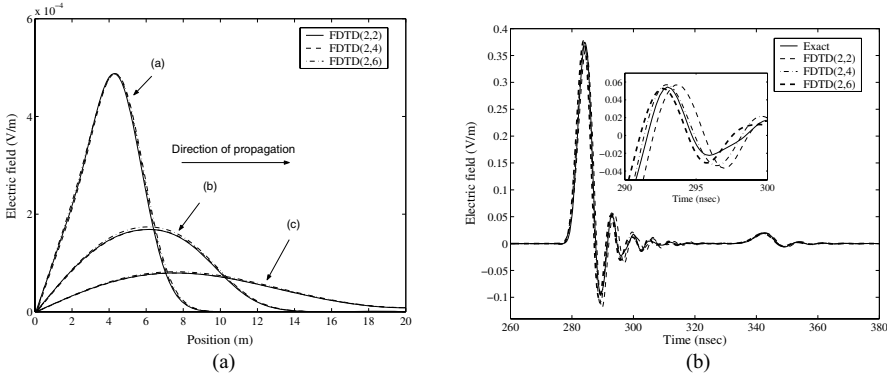 6
× 10⁻⁴
FDTD(2,2)
FDTD(2,4)
FDTD(2,6)
(a)
4
Direction of propagation
(b)
2
(c)
0
0 2 4 6 8 10 12 14 16 18 20
Electric field (V/m)
Position (m)
(a)
0.4
0.35
0.3
0.25
0.2
0.15
0.1
0.05
0
−0.05
−0.1
Exact
FDTD(2,2)
FDTD(2,4)
FDTD(2,6)
0.06
0.04
0.02
0
−0.02
−0.04
290 295 300
Time (nsec)
260 280 300 320 340 360 380
Electric field (V/m)
Time (nsec)
(b)